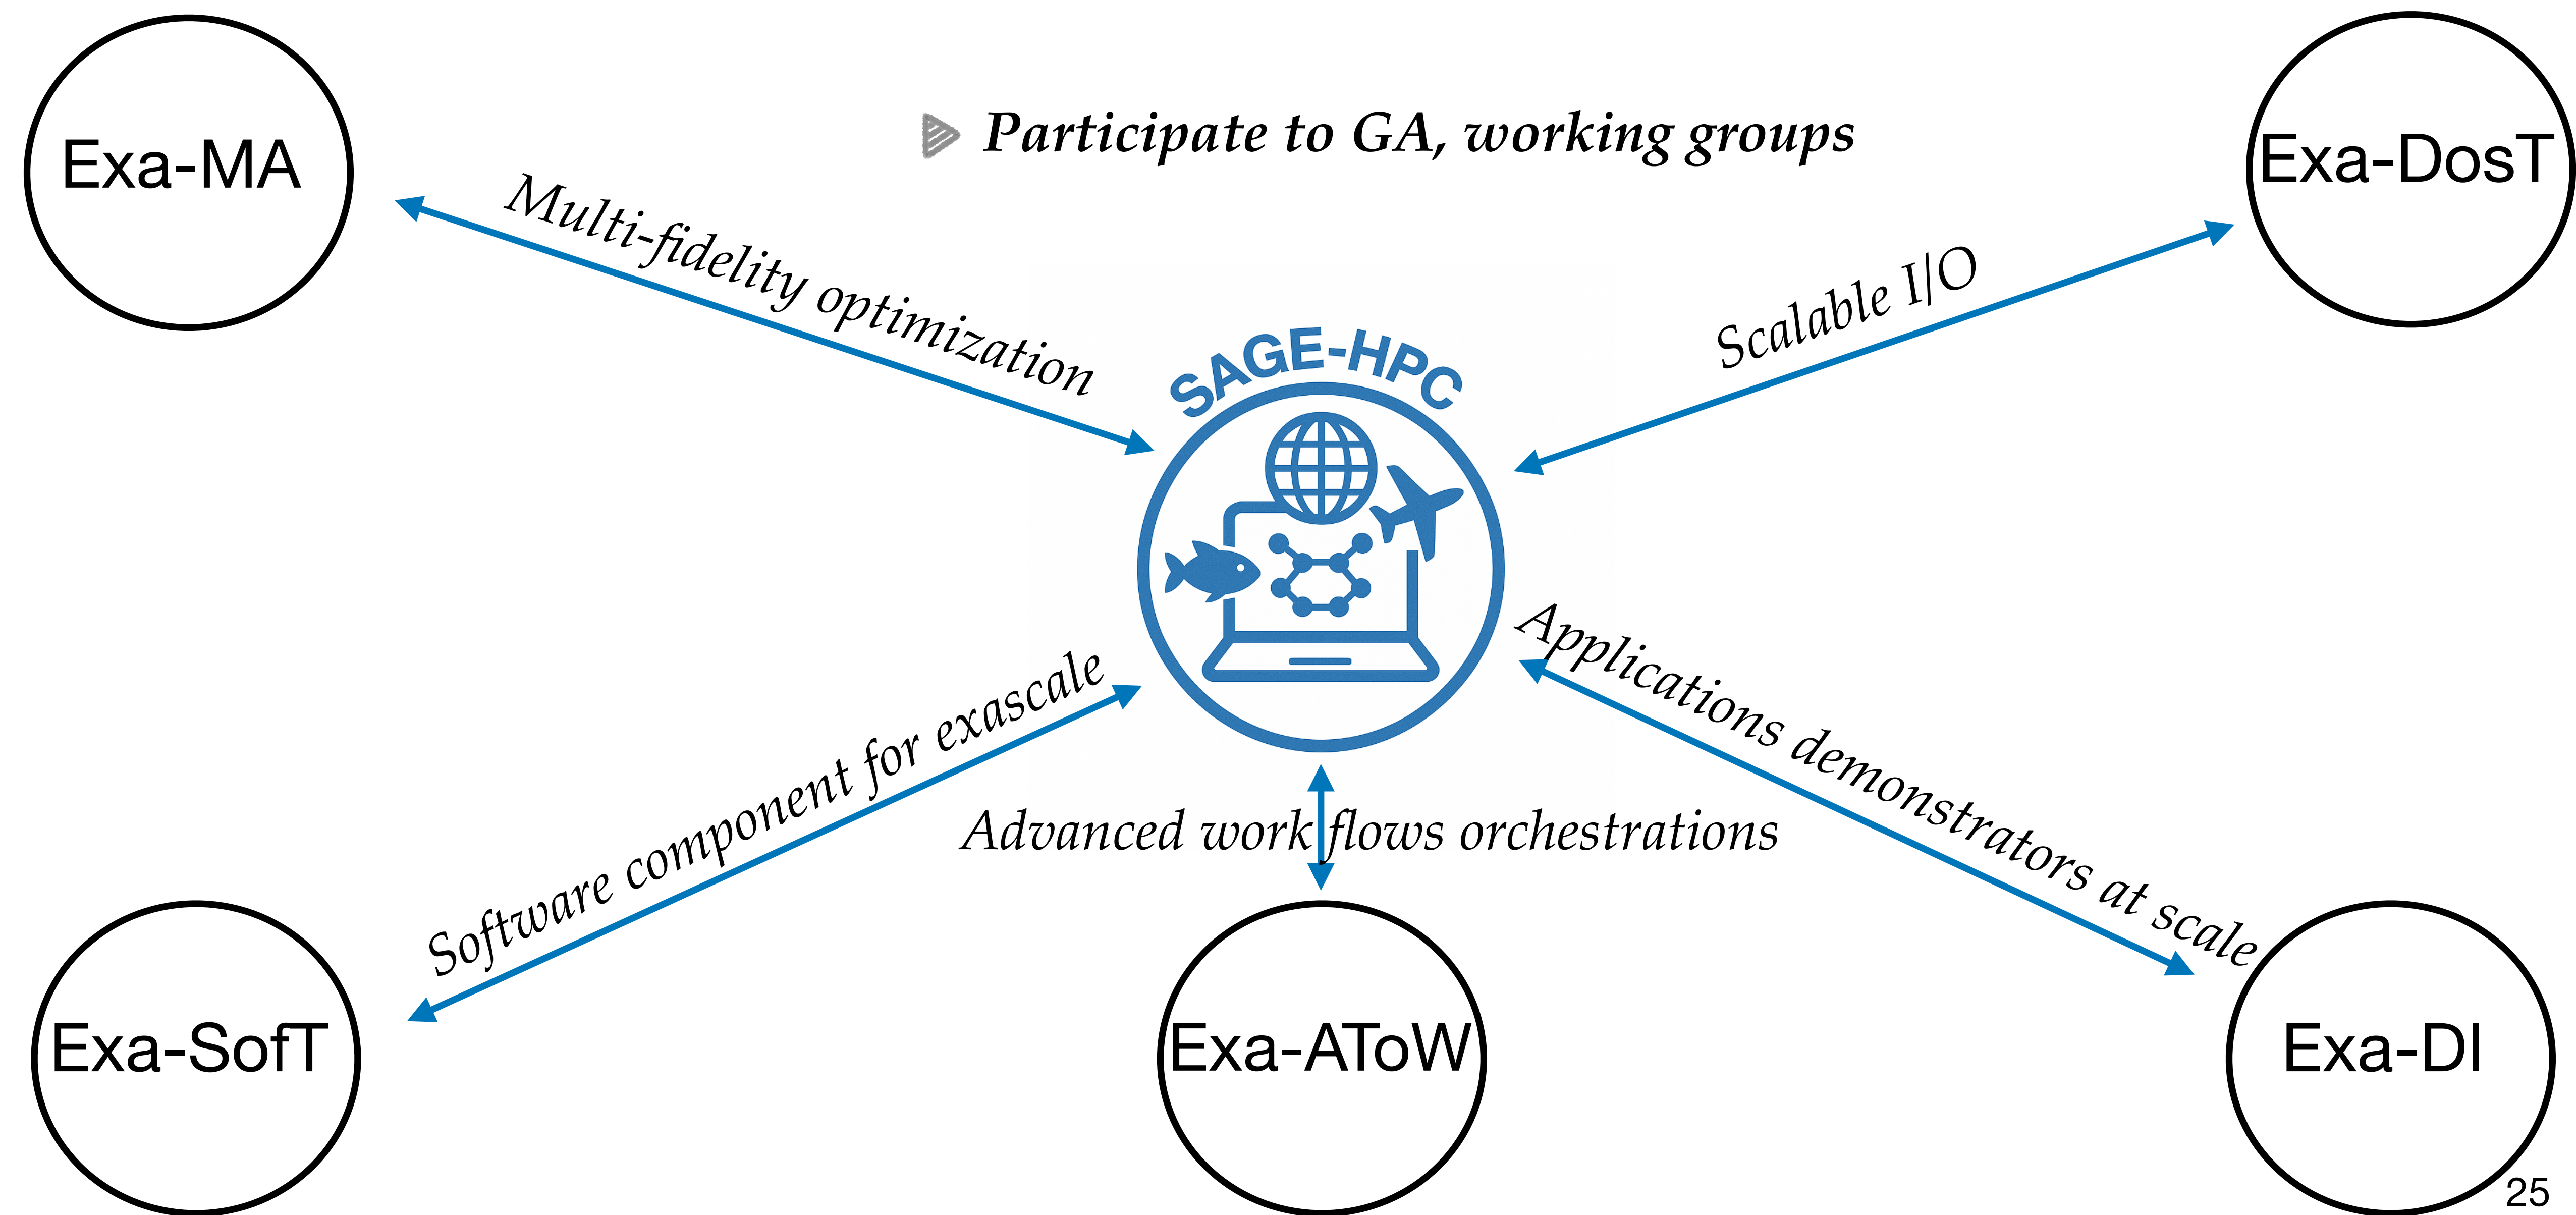 Exa-MA
Participate to GA, working groups
Exa-DosT
Multi-fidelity optimization
Scalable I/O
SAGE-HPC
Software component for exascale
Applications demonstrators at scale
Advanced work flows orchestrations
Exa-SofT
Exa-AToW
Exa-DI
25